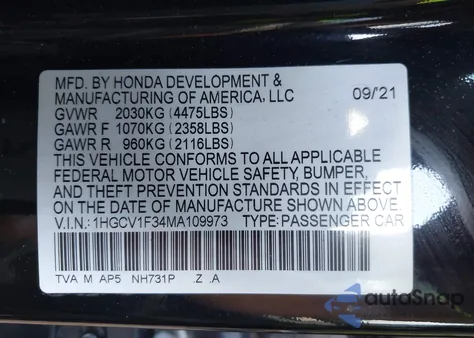 MFD. BY HONDA DEVELOPMENT &
MANUFACTURING OF AMERICA, LLC 09/'21
GVWR 2030KG (4475LBS)
GAWR F 1070KG (2358LBS)
GAWR R 960KG (2116LBS)
THIS VEHICLE CONFORMS TO ALL APPLICABLE
FEDERAL MOTOR VEHICLE SAFETY, BUMPER,
AND THEFT PREVENTION STANDARDS IN EFFECT
ON THE DATE OF MANUFACTURE SHOWN ABOVE.
V.I.N.: 1HGCV1F34MA109973 TYPE: PASSENGER CAR
TVA M AP5 NH731P .Z .A
autoSnap